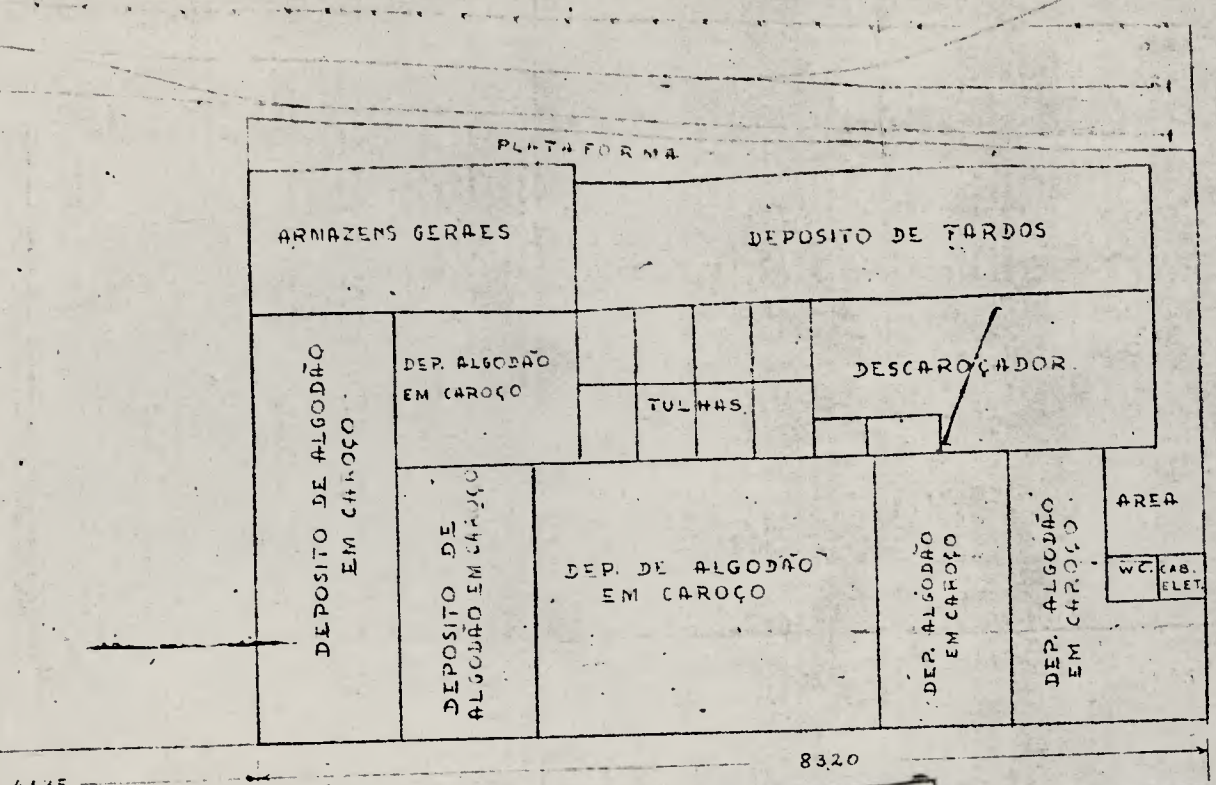 PLATAFORMA
ARMAZENS GERAES
DEPOSITO DE FARDOS
DEPOSITO DE ALGODÃO
EM CAROÇO
DEP. ALGODÃO
EM CAROÇO
TULHAS.
DESCAROÇADOR.
DEPOSITO DE
ALGODÃO EM CAROÇO
DEP. DE ALGODÃO
EM CAROÇO
DEP. ALGODÃO
EM CAROÇO
DEP. ALGODÃO
EM CAROÇO.
AREA
W.C.
CAB.
ELET.
8320